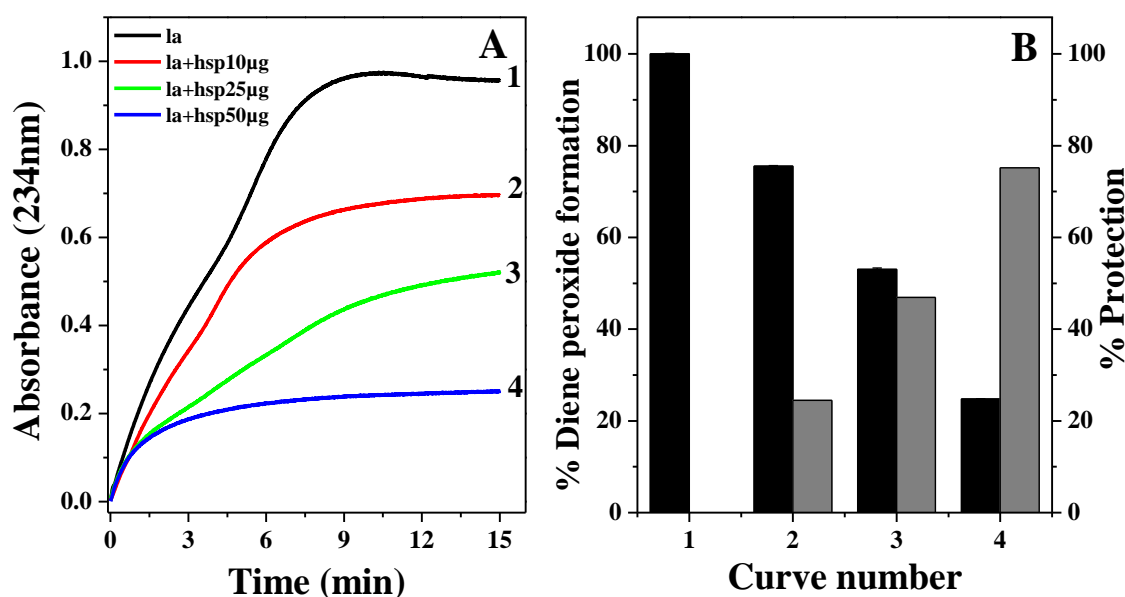 A
la
la+hsp10µg
la+hsp25µg
la+hsp50µg
1
2
3
4
Absorbance (234nm)
1.0
0.8
0.6
0.4
0.2
0.0
0 3 6 9 12 15
Time (min)
B
% Diene peroxide formation
100
80
60
40
20
0
1 2 3 4
Curve number
100
80
60
40
20
0
% Protection